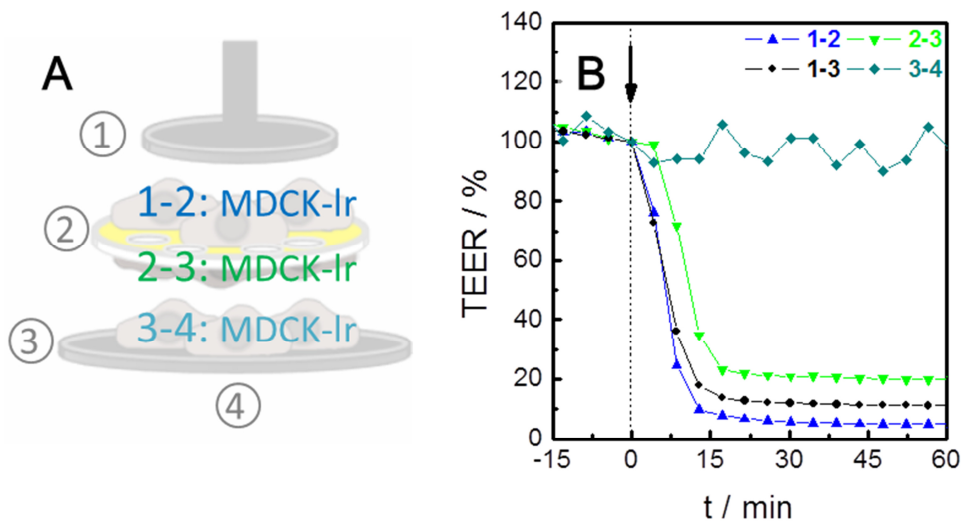 A
1
1-2: MDCK-Ir
2
2-3: MDCK-Ir
3-4: MDCK-Ir
3
4
B
1-2 2-3
1-3 3-4
TEER / %
140
120
100
80
60
40
20
0
-15 0 15 30 45 60
t / min